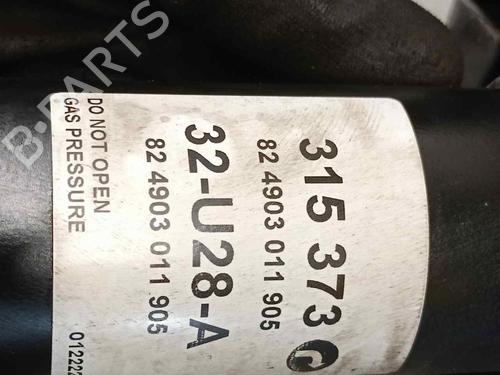 315 373
82 4903 011 905
32-U28-A
82 4903 011 905
DO NOT OPEN
GAS PRESSURE
B-PARTS